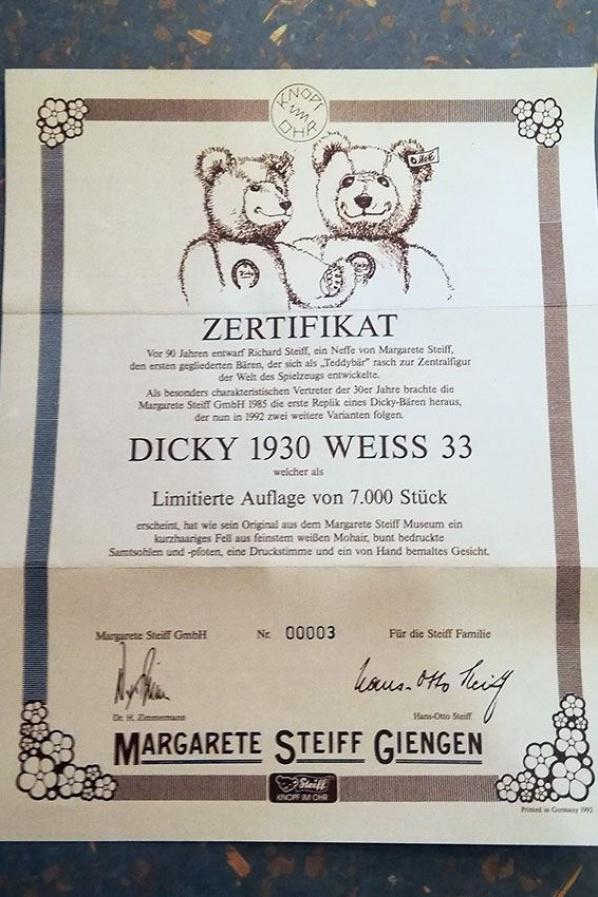 KNOPF
im
OHR
ZERTIFIKAT
Vor 90 Jahren entwarf Richard Steiff, ein Neffe von Margarete Steiff,
den ersten gegliederten Bären, der sich als „Teddybär" rasch zur Zentralfigur
der Welt des Spielzeugs entwickelte.
Als besonders charakteristischen Vertreter der 30er Jahre brachte die
Margarete Steiff GmbH 1985 die erste Replik eines Dicky-Bären heraus,
der nun in 1992 zwei weitere Varianten folgen.
DICKY 1930 WEISS 33
welcher als
Limitierte Auflage von 7.000 Stück
erscheint, hat wie sein Original aus dem Margarete Steiff Museum ein
kurzhaariges Fell aus feinstem weißen Mohair, bunt bedruckte
Samtsohlen und -pfoten, eine Druckstimme und ein von Hand bemaltes Gesicht.
Margarete Steiff GmbH Nr. 00003 Für die Steiff Familie
Hans-Otto Steiff
Dr. H. Zimmermann Hans-Otto Steiff
MARGARETE STEIFF GIENGEN
Steiff
KNOPF IM OHR
Printed in Germany 1992